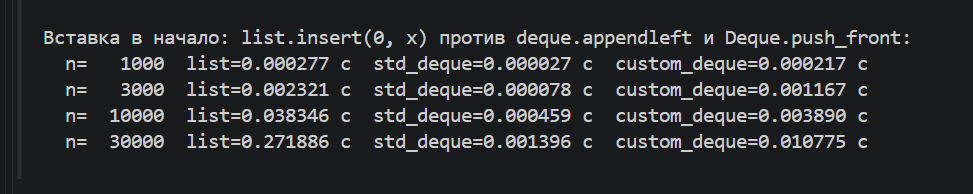 Вставка в начало: list.insert(0, x) против deque.appendleft и Deque.push_front:
  n=   1000  list=0.000277 с  std_deque=0.000027 с  custom_deque=0.000217 с
  n=   3000  list=0.002321 с  std_deque=0.000078 с  custom_deque=0.001167 с
  n=  10000  list=0.038346 с  std_deque=0.000459 с  custom_deque=0.003890 с
  n=  30000  list=0.271886 с  std_deque=0.001396 с  custom_deque=0.010775 с